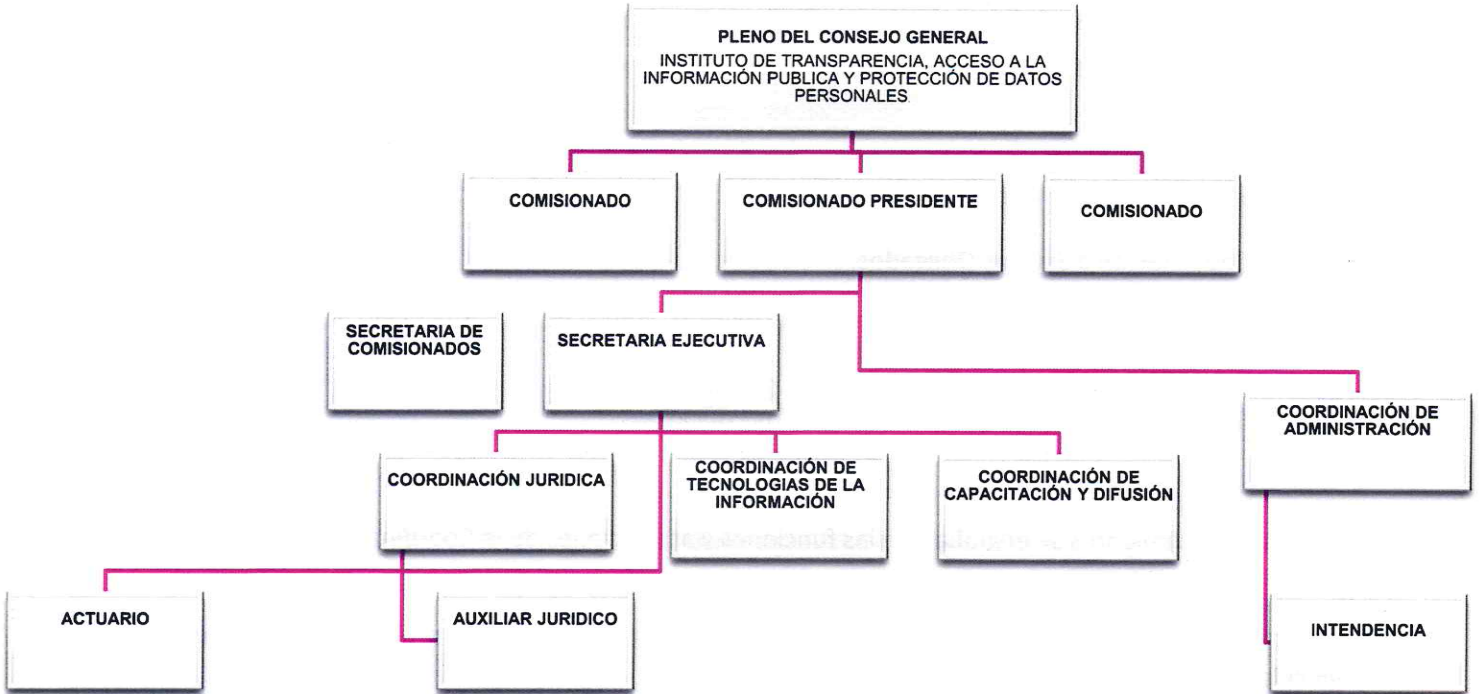 PLENO DEL CONSEJO GENERAL
INSTITUTO DE TRANSPARENCIA, ACCESO A LA
INFORMACIÓN PUBLICA Y PROTECCIÓN DE DATOS
PERSONALES
COMISIONADO
COMISIONADO PRESIDENTE
COMISIONADO
SECRETARIA DE
COMISIONADOS
SECRETARIA EJECUTIVA
COORDINACIÓN DE
ADMINISTRACIÓN
COORDINACIÓN JURIDICA
COORDINACIÓN DE
TECNOLOGIAS DE LA
INFORMACIÓN
COORDINACIÓN DE
CAPACITACIÓN Y DIFUSIÓN
ACTUARIO
AUXILIAR JURIDICO
INTENDENCIA